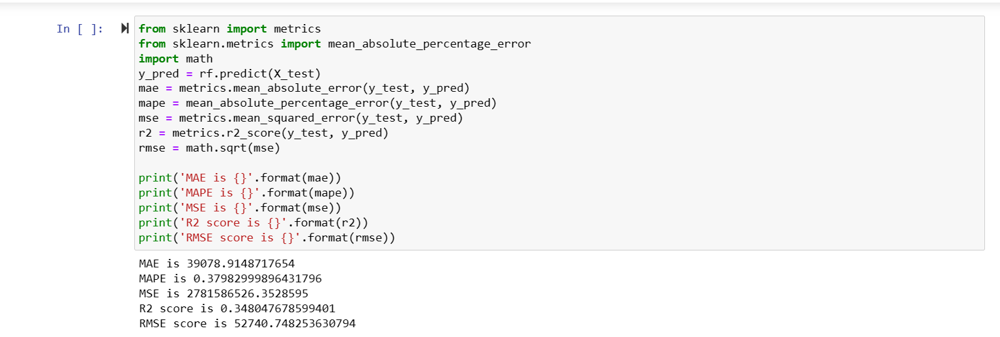 In [ ]:
from sklearn import metrics
from sklearn.metrics import mean_absolute_percentage_error
import math
y_pred = rf.predict(X_test)
mae = metrics.mean_absolute_error(y_test, y_pred)
mape = mean_absolute_percentage_error(y_test, y_pred)
mse = metrics.mean_squared_error(y_test, y_pred)
r2 = metrics.r2_score(y_test, y_pred)
rmse = math.sqrt(mse)

print('MAE is {}'.format(mae))
print('MAPE is {}'.format(mape))
print('MSE is {}'.format(mse))
print('R2 score is {}'.format(r2))
print('RMSE score is {}'.format(rmse))
MAE is 39078.9148717654
MAPE is 0.37982999896431796
MSE is 2781586526.3528595
R2 score is 0.348047678599401
RMSE score is 52740.748253630794